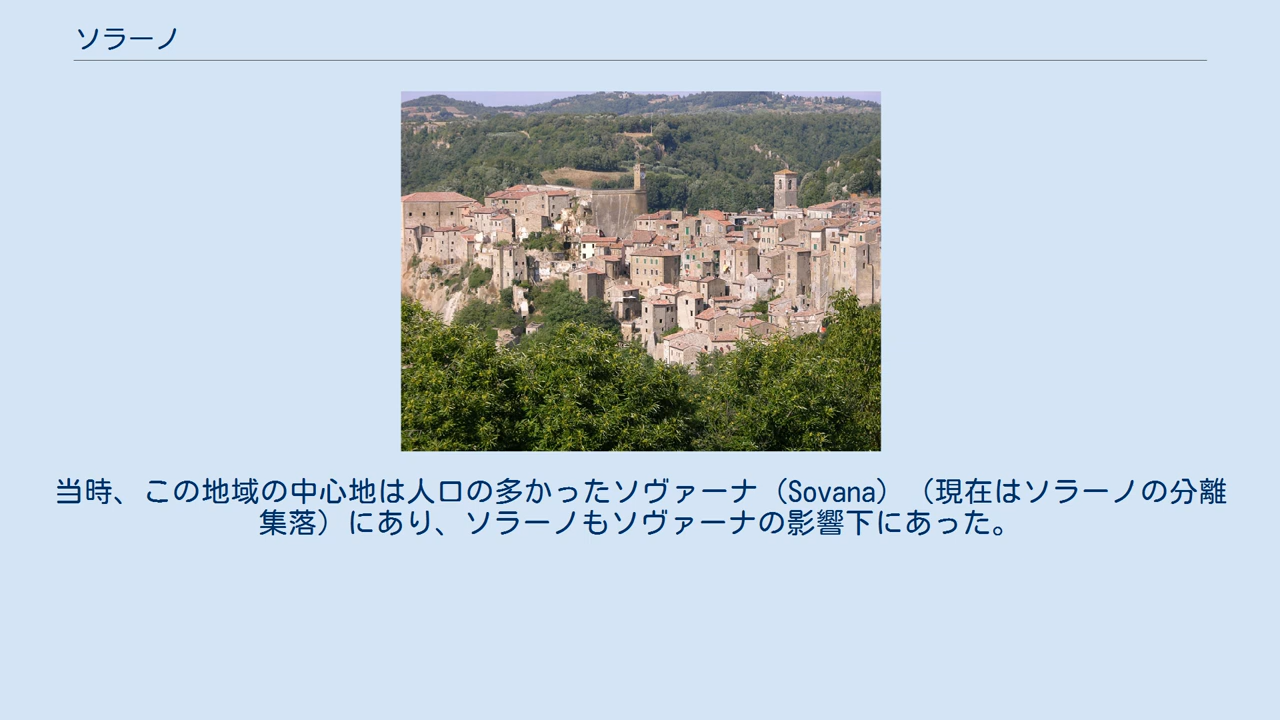 ソラーノ
当時、この地域の中心地は人口の多かったソヴァーナ（Sovana）（現在はソラーノの分離
集落）にあり、ソラーノもソヴァーナの影響下にあった。